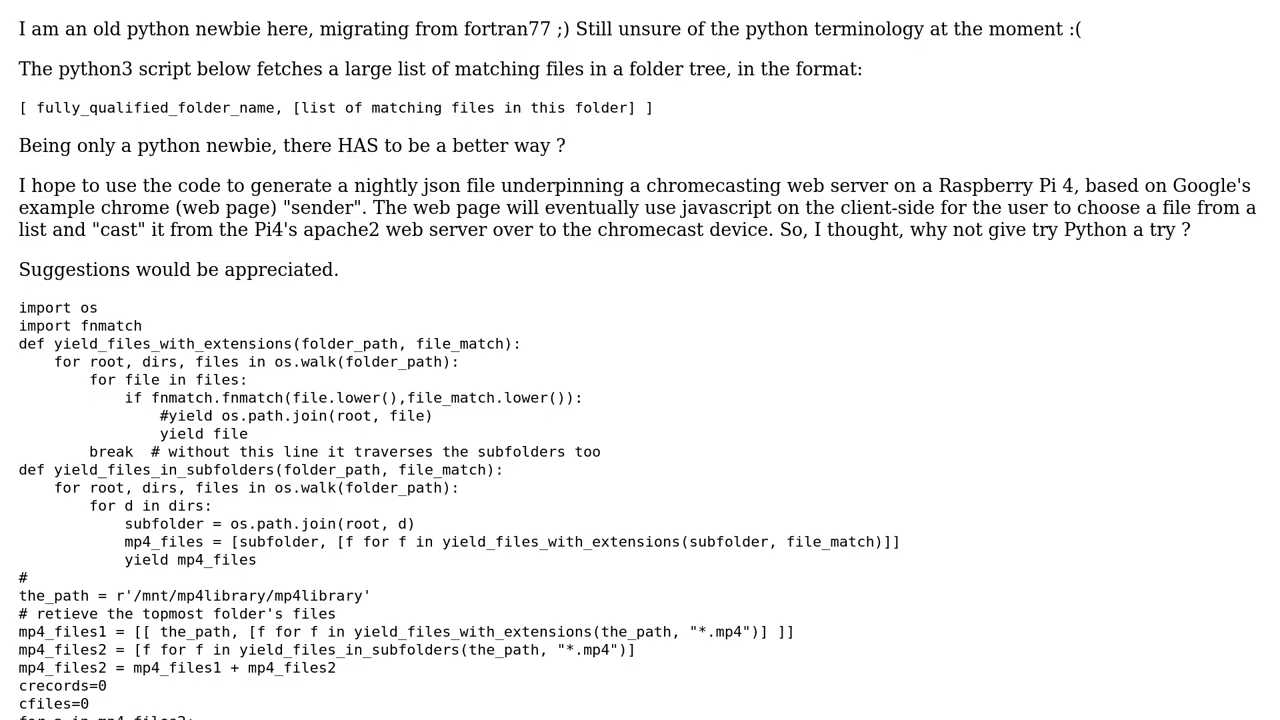 I am an old python newbie here, migrating from fortran77 ;) Still unsure of the python terminology at the moment :(
The python3 script below fetches a large list of matching files in a folder tree, in the format:
[ fully_qualified_folder_name, [list of matching files in this folder] ]
Being only a python newbie, there HAS to be a better way ?
I hope to use the code to generate a nightly json file underpinning a chromecasting web server on a Raspberry Pi 4, based on Google's
example chrome (web page) "sender". The web page will eventually use javascript on the client-side for the user to choose a file from a
list and "cast" it from the Pi4's apache2 web server over to the chromecast device. So, I thought, why not give try Python a try ?
Suggestions would be appreciated.
import os
import fnmatch
def yield_files_with_extensions(folder_path, file_match):
    for root, dirs, files in os.walk(folder_path):
        for file in files:
            if fnmatch.fnmatch(file.lower(),file_match.lower()):
                #yield os.path.join(root, file)
                yield file
        break  # without this line it traverses the subfolders too
def yield_files_in_subfolders(folder_path, file_match):
    for root, dirs, files in os.walk(folder_path):
        for d in dirs:
            subfolder = os.path.join(root, d)
            mp4_files = [subfolder, [f for f in yield_files_with_extensions(subfolder, file_match)]]
            yield mp4_files
#
the_path = r'/mnt/mp4library/mp4library'
# retieve the topmost folder's files
mp4_files1 = [[ the_path, [f for f in yield_files_with_extensions(the_path, "*.mp4")] ]]
mp4_files2 = [f for f in yield_files_in_subfolders(the_path, "*.mp4")]
mp4_files2 = mp4_files1 + mp4_files2
crecords=0
cfiles=0